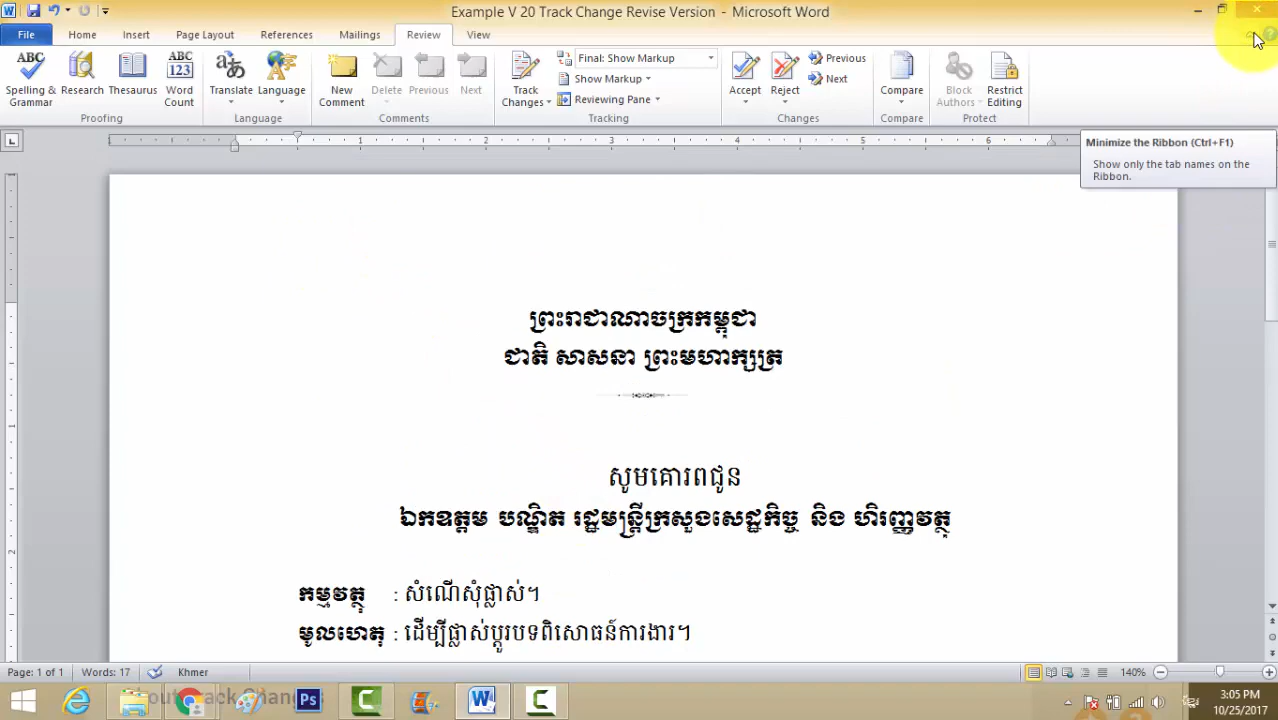 Example V 20 Track Change Revise Version - Microsoft Word
File Home Insert Page Layout References Mailings Review View
Spelling & Grammar
Research
Thesaurus
ABC 123 Word Count
Proofing
Translate
Language
Language
New Comment
Delete
Previous
Next
Comments
Track Changes
Final: Show Markup
Show Markup
Reviewing Pane
Tracking
Accept
Reject
Previous
Next
Changes
Compare
Compare
Block Authors
Restrict Editing
Protect
Minimize the Ribbon (Ctrl+F1)
Show only the tab names on the
Ribbon.
ព្រះរាជាណាចក្រកម្ពុជា
ជាតិ សាសនា ព្រះមហាក្សត្រ
សូមគោរពជូន
ឯកឧត្តម បណ្ឌិត រដ្ឋមន្ត្រីក្រសួងសេដ្ឋកិច្ច និង ហិរញ្ញវត្ថុ
កម្មវត្ថុ : សំណើសុំផ្លាស់។
មូលហេតុ : ដើម្បីផ្លាស់ប្តូរបទពិសោធន៍ការងារ។
Page: 1 of 1 Words: 17 Khmer 140%
out Track Changes
Ps
3:05 PM
10/25/2017